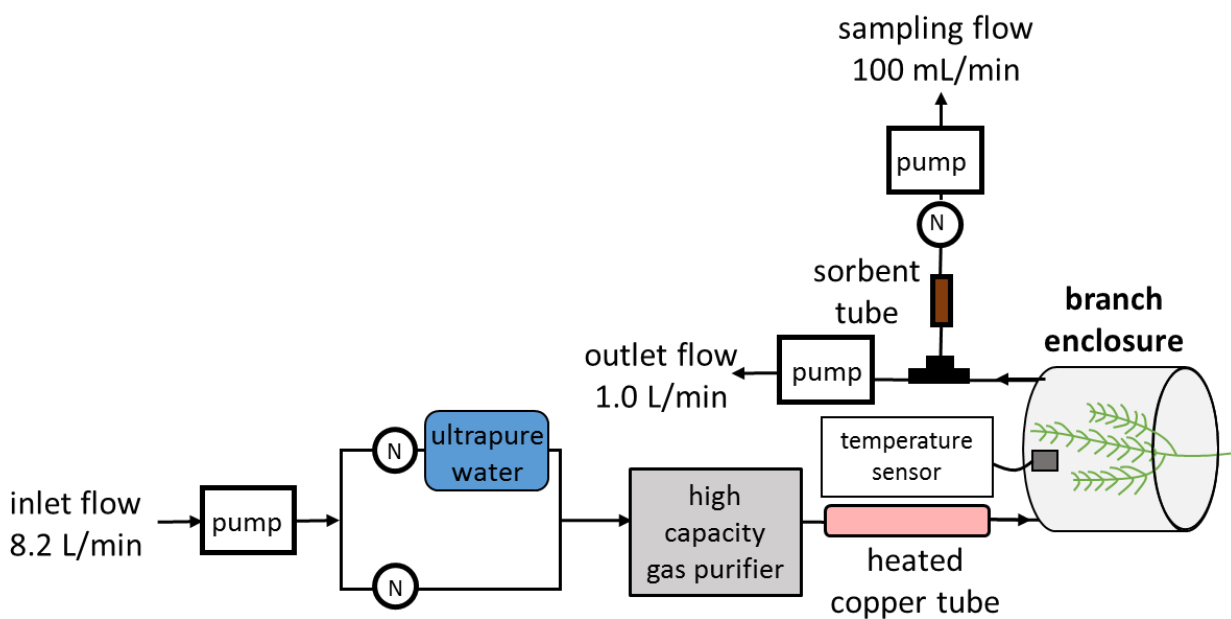 sampling flow
100 mL/min
pump
N
sorbent
tube
branch
enclosure
outlet flow
1.0 L/min
pump
temperature
sensor
N
ultrapure
water
inlet flow
8.2 L/min
pump
high
capacity
gas purifier
N
heated
copper tube